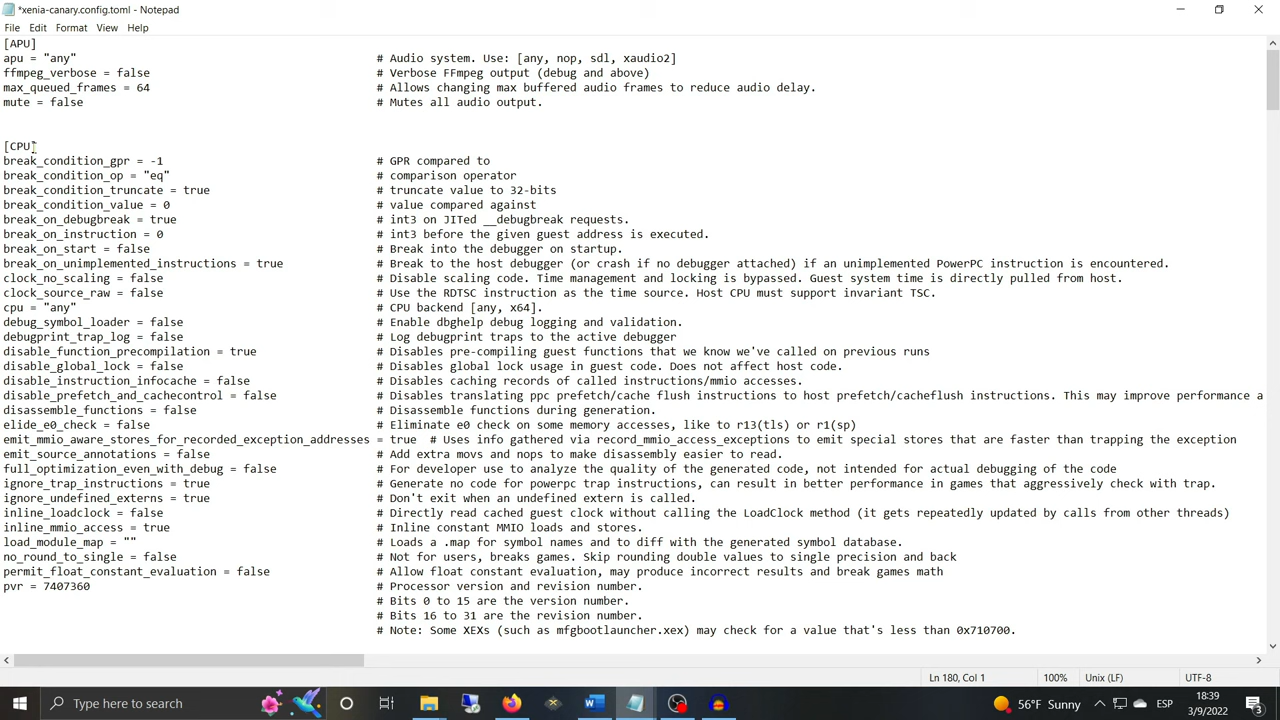 *xenia-canary.config.toml - Notepad
File Edit Format View Help
[APU]
apu = "any" # Audio system. Use: [any, nop, sdl, xaudio2]
ffmpeg_verbose = false # Verbose FFmpeg output (debug and above)
max_queued_frames = 64 # Allows changing max buffered audio frames to reduce audio delay.
mute = false # Mutes all audio output.
[CPU]
break_condition_gpr = -1 # GPR compared to
break_condition_op = "eq" # comparison operator
break_condition_truncate = true # truncate value to 32-bits
break_condition_value = 0 # value compared against
break_on_debugbreak = true # int3 on JITed __debugbreak requests.
break_on_instruction = 0 # int3 before the given guest address is executed.
break_on_start = false # Break into the debugger on startup.
break_on_unimplemented_instructions = true # Break to the host debugger (or crash if no debugger attached) if an unimplemented PowerPC instruction is encountered.
clock_no_scaling = false # Disable scaling code. Time management and locking is bypassed. Guest system time is directly pulled from host.
clock_source_raw = false # Use the RDTSC instruction as the time source. Host CPU must support invariant TSC.
cpu = "any" # CPU backend [any, x64].
debug_symbol_loader = false # Enable dbghelp debug logging and validation.
debugprint_trap_log = false # Log debugprint traps to the active debugger
disable_function_precompilation = true # Disables pre-compiling guest functions that we know we've called on previous runs
disable_global_lock = false # Disables global lock usage in guest code. Does not affect host code.
disable_instruction_infocache = false # Disables caching records of called instructions/mmio accesses.
disable_prefetch_and_cachecontrol = false # Disables translating ppc prefetch/cache flush instructions to host prefetch/cacheflush instructions. This may improve performance a
disassemble_functions = false # Disassemble functions during generation.
elide_e0_check = false # Eliminate e0 check on some memory accesses, like to r13(tls) or r1(sp)
emit_mmio_aware_stores_for_recorded_exception_addresses = true # Uses info gathered via record_mmio_access_exceptions to emit special stores that are faster than trapping the exception
emit_source_annotations = false # Add extra movs and nops to make disassembly easier to read.
full_optimization_even_with_debug = false # For developer use to analyze the quality of the generated code, not intended for actual debugging of the code
ignore_trap_instructions = true # Generate no code for powerpc trap instructions, can result in better performance in games that aggressively check with trap.
ignore_undefined_externs = true # Don't exit when an undefined extern is called.
inline_loadclock = false # Directly read cached guest clock without calling the LoadClock method (it gets repeatedly updated by calls from other threads)
inline_mmio_access = true # Inline constant MMIO loads and stores.
load_module_map = "" # Loads a .map for symbol names and to diff with the generated symbol database.
no_round_to_single = false # Not for users, breaks games. Skip rounding double values to single precision and back
permit_float_constant_evaluation = false # Allow float constant evaluation, may produce incorrect results and break games math
pvr = 7407360 # Processor version and revision number.
# Bits 0 to 15 are the version number.
# Bits 16 to 31 are the revision number.
# Note: Some XEXs (such as mfgbootlauncher.xex) may check for a value that's less than 0x710700.
Ln 180, Col 1 100% Unix (LF) UTF-8
Type here to search 56°F Sunny ESP 18:39
3/9/2022 3